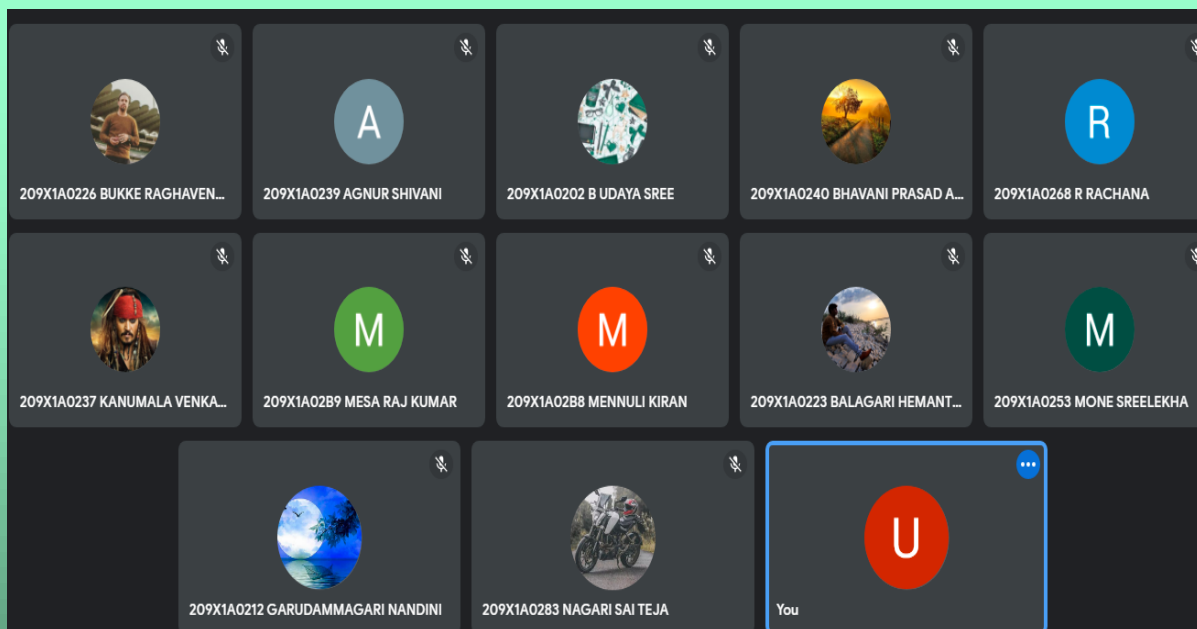 209X1A0226 BUKKE RAGHAVEN...
A
209X1A0239 AGNUR SHIVANI
209X1A0202 B UDAYA SREE
209X1A0240 BHAVANI PRASAD A...
R
209X1A0268 R RACHANA
209X1A0237 KANUMALA VENKA...
M
209X1A02B9 MESA RAJ KUMAR
M
209X1A02B8 MENNULI KIRAN
209X1A0223 BALAGARI HEMANT...
M
209X1A0253 MONE SREELEKHA
209X1A0212 GARUDAMMAGARI NANDINI
209X1A0283 NAGARI SAI TEJA
U
You